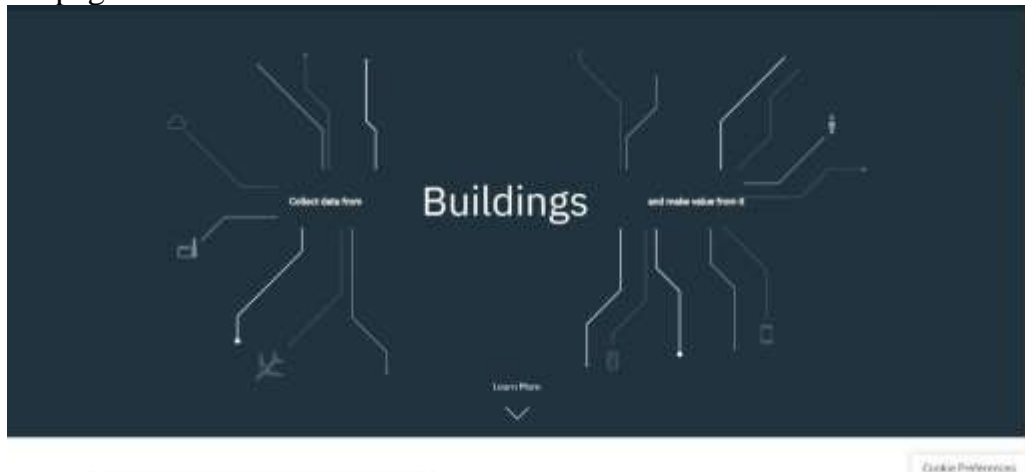 Collect data from Buildings and make value from it
Learn More
Cookie Preferences